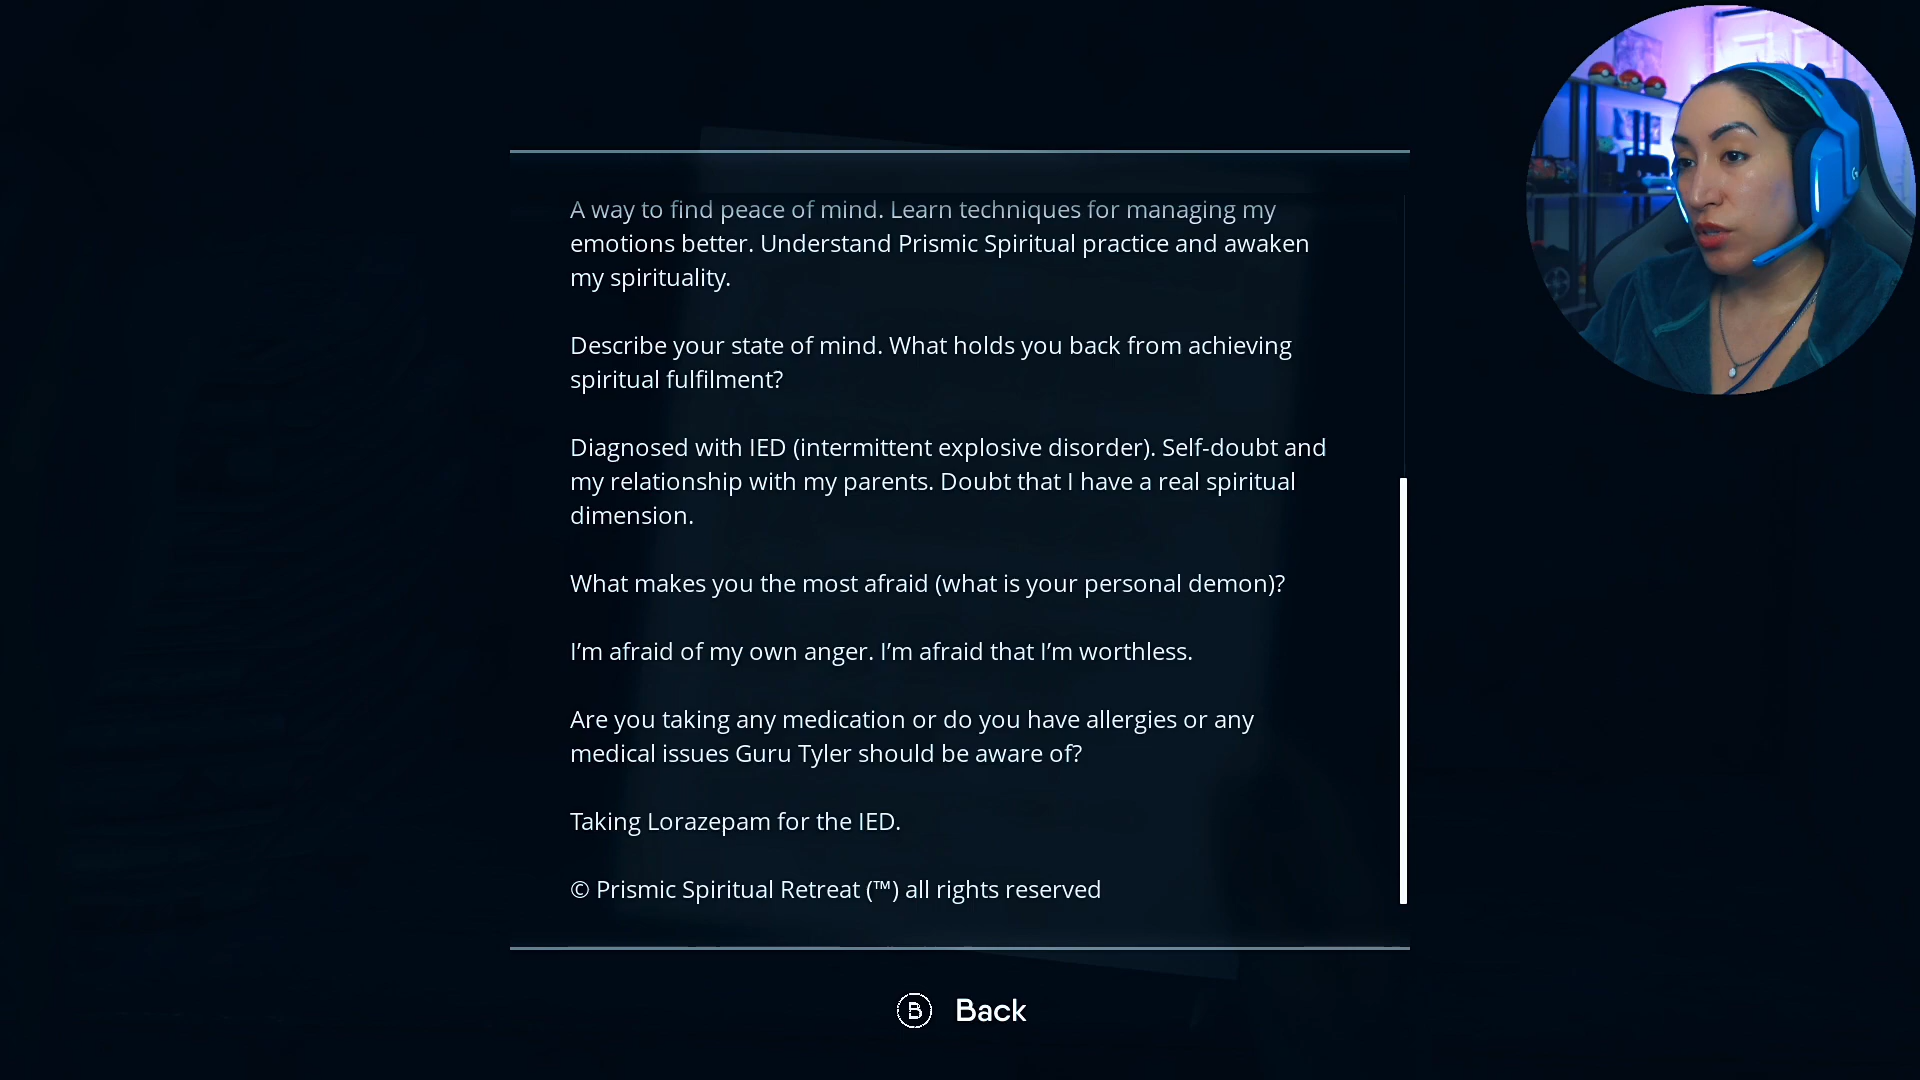 A way to find peace of mind. Learn techniques for managing my
emotions better. Understand Prismic Spiritual practice and awaken
my spirituality.
Describe your state of mind. What holds you back from achieving
spiritual fulfilment?
Diagnosed with IED (intermittent explosive disorder). Self-doubt and
my relationship with my parents. Doubt that I have a real spiritual
dimension.
What makes you the most afraid (what is your personal demon)?
I’m afraid of my own anger. I’m afraid that I’m worthless.
Are you taking any medication or do you have allergies or any
medical issues Guru Tyler should be aware of?
Taking Lorazepam for the IED.
© Prismic Spiritual Retreat (™) all rights reserved
B Back